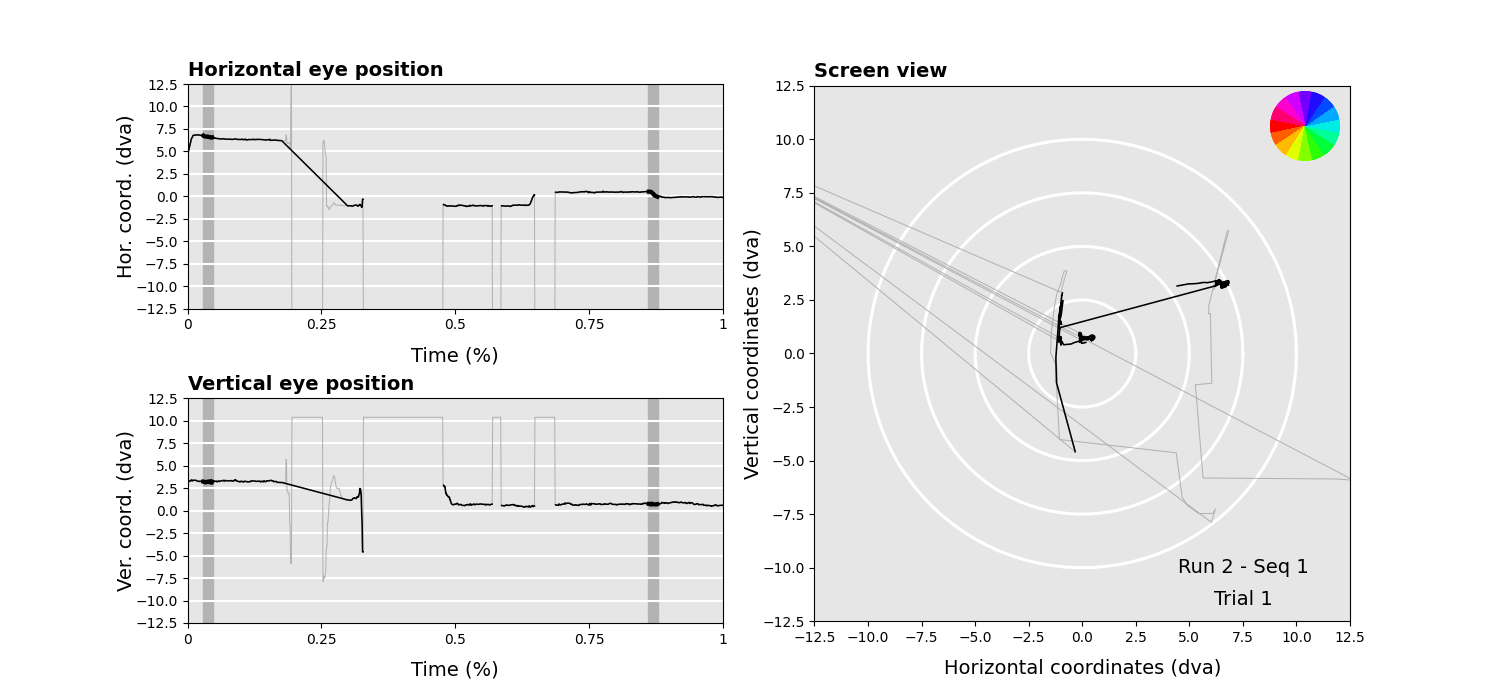 Horizontal eye position
Hor. coord. (dva)
12.5
10.0
7.5
5.0
2.5
0.0
−2.5
−5.0
−7.5
−10.0
−12.5
0 0.25 0.5 0.75 1
Time (%)
Vertical eye position
Ver. coord. (dva)
12.5
10.0
7.5
5.0
2.5
0.0
−2.5
−5.0
−7.5
−10.0
−12.5
0 0.25 0.5 0.75 1
Time (%)
Screen view
Vertical coordinates (dva)
12.5
10.0
7.5
5.0
2.5
0.0
−2.5
−5.0
−7.5
−10.0
−12.5
Run 2 - Seq 1
Trial 1
−12.5 −10.0 −7.5 −5.0 −2.5 0.0 2.5 5.0 7.5 10.0 12.5
Horizontal coordinates (dva)